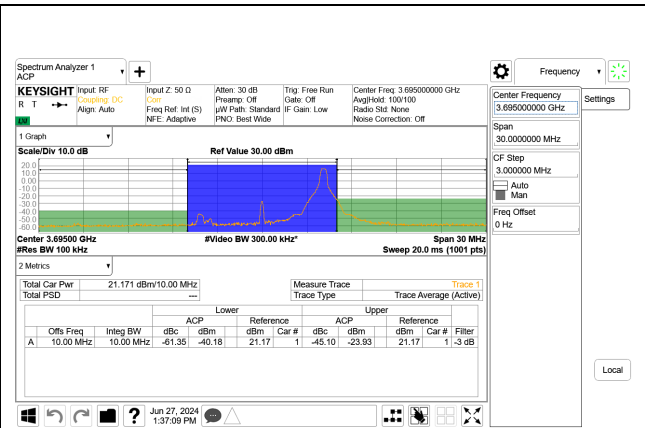 Spectrum Analyzer 1
ACP
Frequency
KEYSIGHT Input: RF Input Z: 50 Ω Atten: 30 dB Trig: Free Run Center Freq: 3.695000000 GHz
R T Coupling: DC Corr Preamp: Off Gate: Off Avg|Hold: 100/100
Align: Auto Freq Ref: Int (S) µW Path: Standard IF Gain: Low Radio Std: None
NFE: Adaptive PNO: Best Wide Noise Correction: Off
Center Frequency
3.695000000 GHz
Settings
Span
30.0000000 MHz
CF Step
3.000000 MHz
Auto
Man
Freq Offset
0 Hz
1 Graph
Scale/Div 10.0 dB Ref Value 30.00 dBm
20.0
10.0
0.00
-10.0
-20.0
-30.0
-40.0
-50.0
-60.0
Center 3.69500 GHz #Video BW 300.00 kHz* Span 30 MHz
#Res BW 100 kHz Sweep 20.0 ms (1001 pts)
2 Metrics
Total Car Pwr 21.171 dBm/10.00 MHz Measure Trace Trace 1
Total PSD --- Trace Type Trace Average (Active)
Lower Upper
ACP Reference ACP Reference
Offs Freq Integ BW dBc dBm dBm Car # dBc dBm dBm Car # Filter
A 10.00 MHz 10.00 MHz -61.35 -40.18 21.17 1 -45.10 -23.93 21.17 1 -3 dB
Local
? Jun 27, 2024
1:37:09 PM